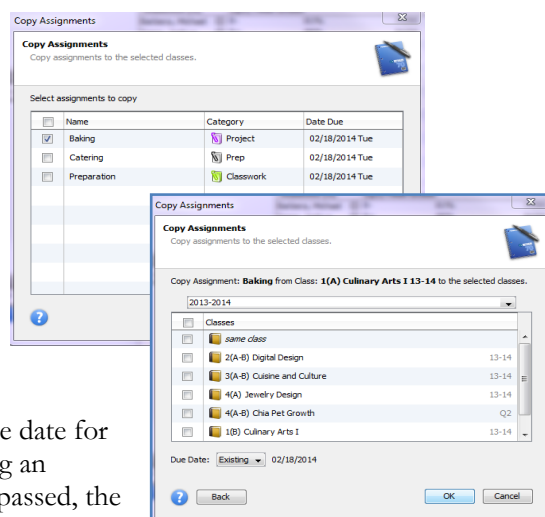 Copy Assignments
Copy Assignments
Copy assignments to the selected classes.
Select assignments to copy
Name Category Date Due
Baking Project 02/18/2014 Tue
Catering Prep 02/18/2014 Tue
Preparation Classwork 02/18/2014 Tue
Copy Assignments
Copy Assignments
Copy assignments to the selected classes.
Copy Assignment: Baking from Class: 1(A) Culinary Arts I 13-14 to the selected classes.
2013-2014
Classes
same class
2(A-B) Digital Design 13-14
3(A-B) Cuisine and Culture 13-14
4(A) Jewelry Design 13-14
4(A-B) Chia Pet Growth Q2
1(B) Culinary Arts I 13-14
Due Date: Existing 02/18/2014
Back OK Cancel
e date for
g an
passed, the